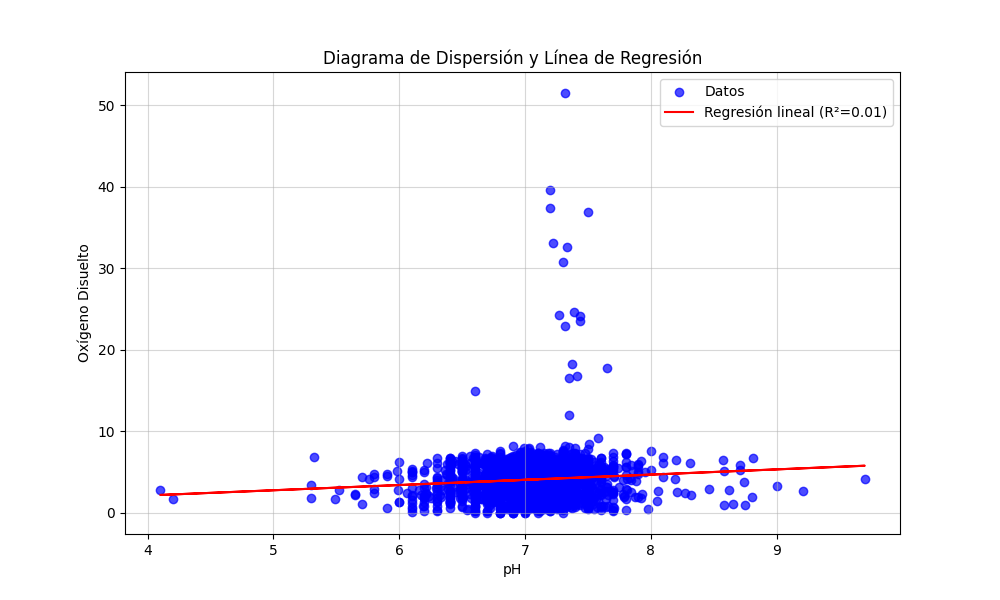 Diagrama de Dispersión y Línea de Regresión
Datos
Regresión lineal (R²=0.01)
Oxígeno Disuelto
50
40
30
20
10
0
4 5 6 7 8 9
pH